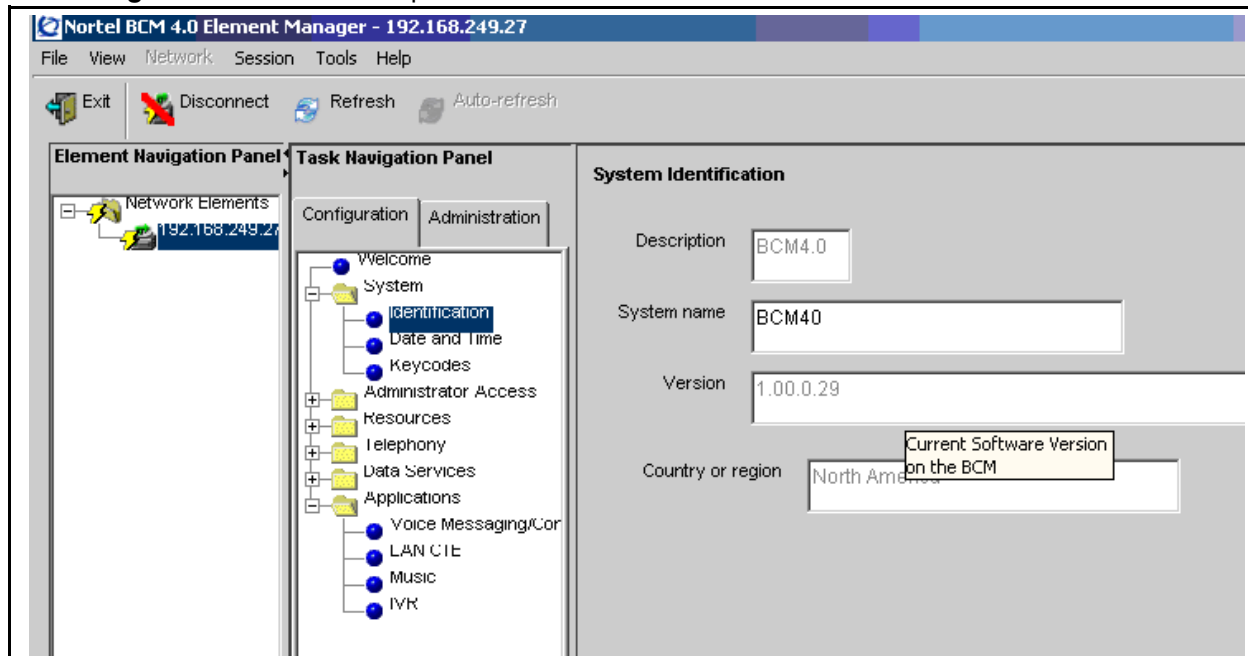 Nortel BCM 4.0 Element Manager - 192.168.249.27
File View Network Session Tools Help
Exit Disconnect Refresh Auto-refresh
Element Navigation Panel
Network Elements
192.168.249.27
Task Navigation Panel
Configuration Administration
Welcome
System
Identification
Date and Time
Keycodes
Administrator Access
Resources
Telephony
Data Services
Applications
Voice Messaging/Con
LAN CTE
Music
IVR
System Identification
Description BCM4.0
System name BCM40
Version 1.00.0.29
Current Software Version
on the BCM
Country or region North America